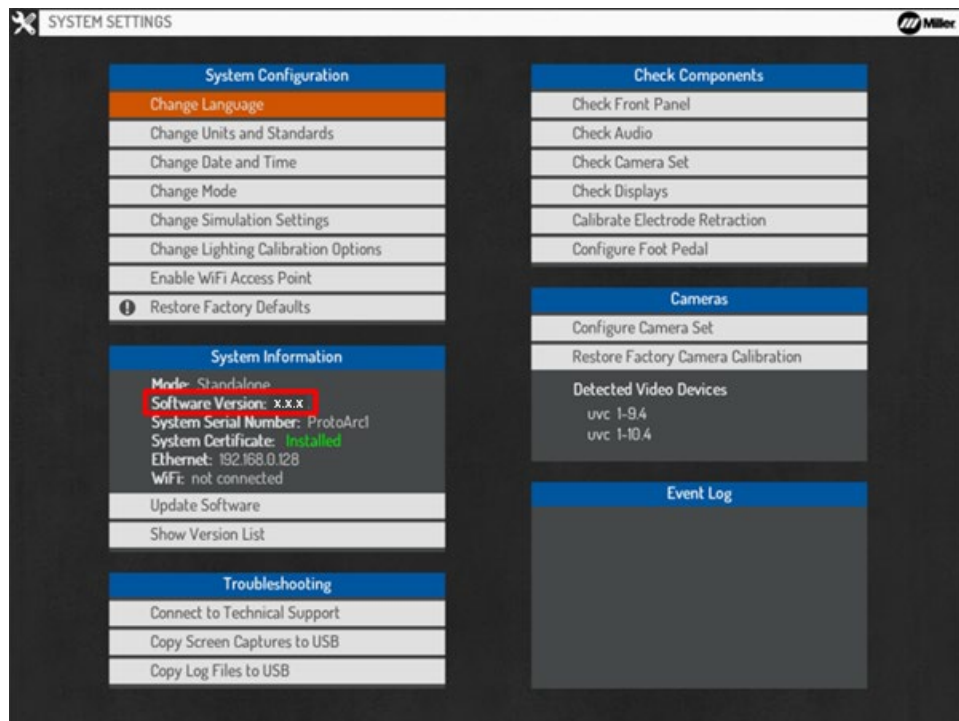 SYSTEM SETTINGS
Miller
System Configuration
Change Language
Change Units and Standards
Change Date and Time
Change Mode
Change Simulation Settings
Change Lighting Calibration Options
Enable WiFi Access Point
! Restore Factory Defaults
System Information
Mode: Standalone
Software Version: x.x.x
System Serial Number: ProtoArc1
System Certificate: Installed
Ethernet: 192.168.0.128
WiFi: not connected
Update Software
Show Version List
Troubleshooting
Connect to Technical Support
Copy Screen Captures to USB
Copy Log Files to USB
Check Components
Check Front Panel
Check Audio
Check Camera Set
Check Displays
Calibrate Electrode Retraction
Configure Foot Pedal
Cameras
Configure Camera Set
Restore Factory Camera Calibration
Detected Video Devices
uvc 1-9.4
uvc 1-10.4
Event Log